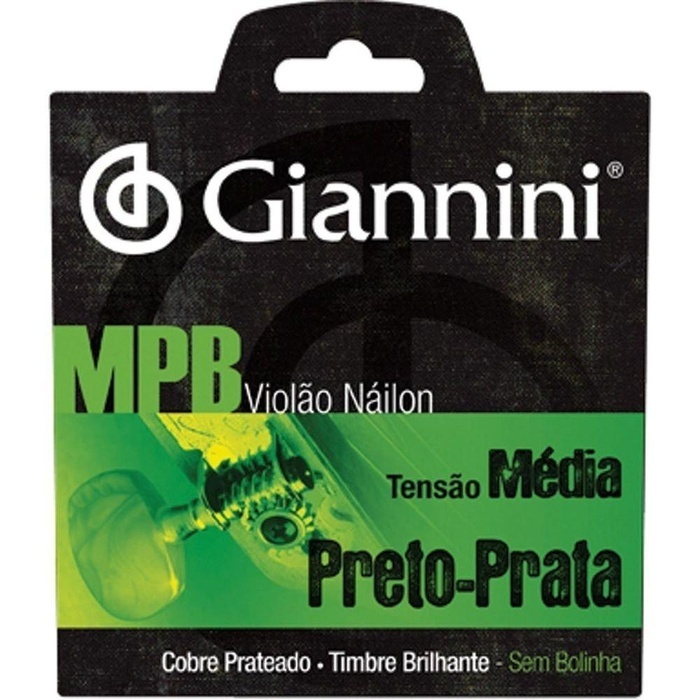 Giannini®
MPB Violão Náilon
Tensão Média
Preto-Prata
Cobre Prateado • Timbre Brilhante - Sem Bolinha